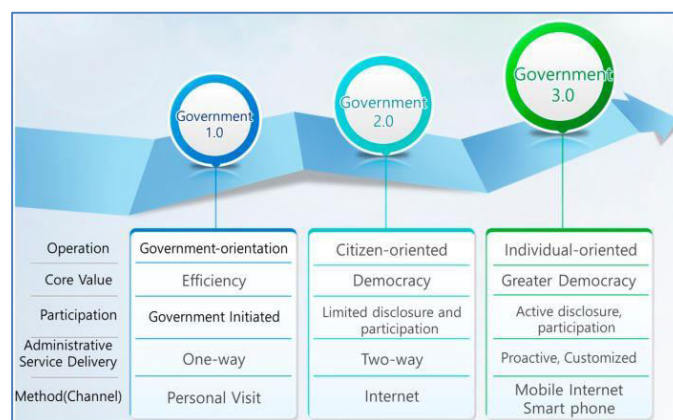 Government
1.0
Government
2.0
Government
3.0
Operation Government-orientation Citizen-oriented Individual-oriented
Core Value Efficiency Democracy Greater Democracy
Participation Government Initiated Limited disclosure and participation Active disclosure, participation
Administrative Service Delivery One-way Two-way Proactive, Customized
Method(Channel) Personal Visit Internet Mobile Internet Smart phone